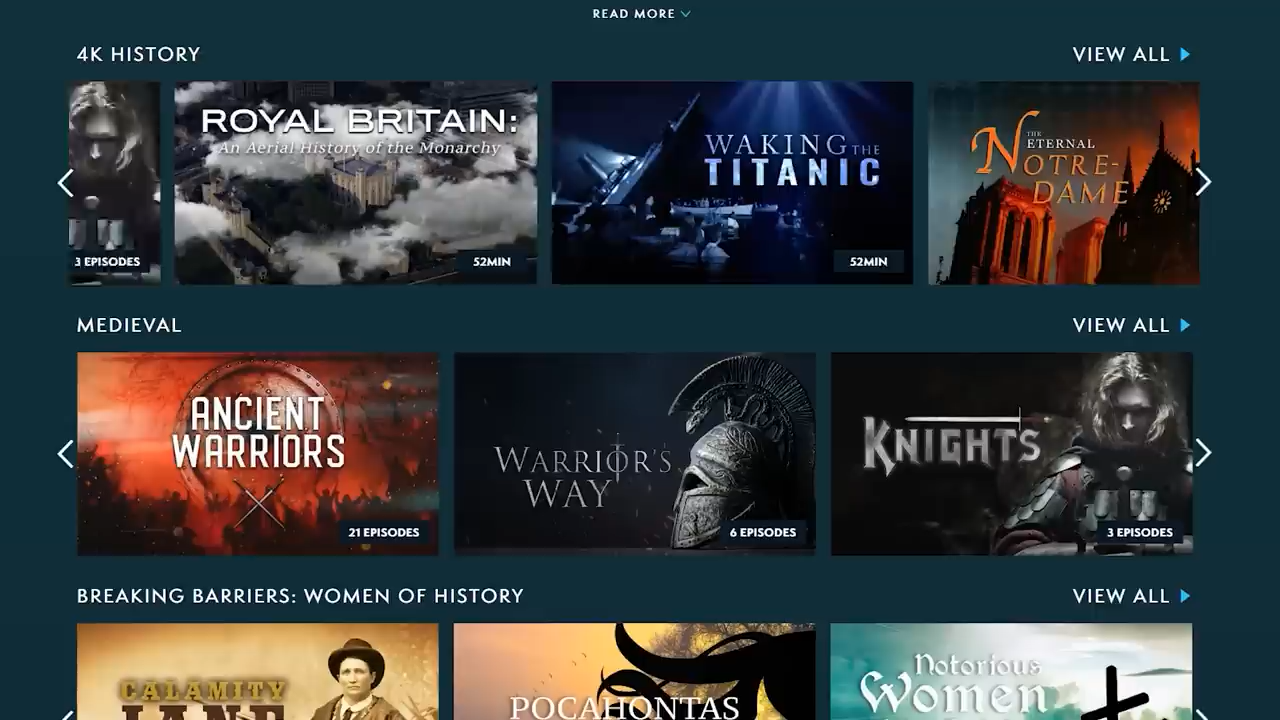 READ MORE
4K HISTORY
VIEW ALL
3 EPISODES
ROYAL BRITAIN:
An Aerial History of the Monarchy
52MIN
WAKING THE
TITANIC
52MIN
THE
ETERNAL
NOTRE-
DAME
MEDIEVAL
VIEW ALL
ANCIENT
WARRIORS
21 EPISODES
WARRIOR'S
WAY
6 EPISODES
KNIGHTS
3 EPISODES
BREAKING BARRIERS: WOMEN OF HISTORY
VIEW ALL
CALAMITY
JANE
POCAHONTAS
Notorious
Women